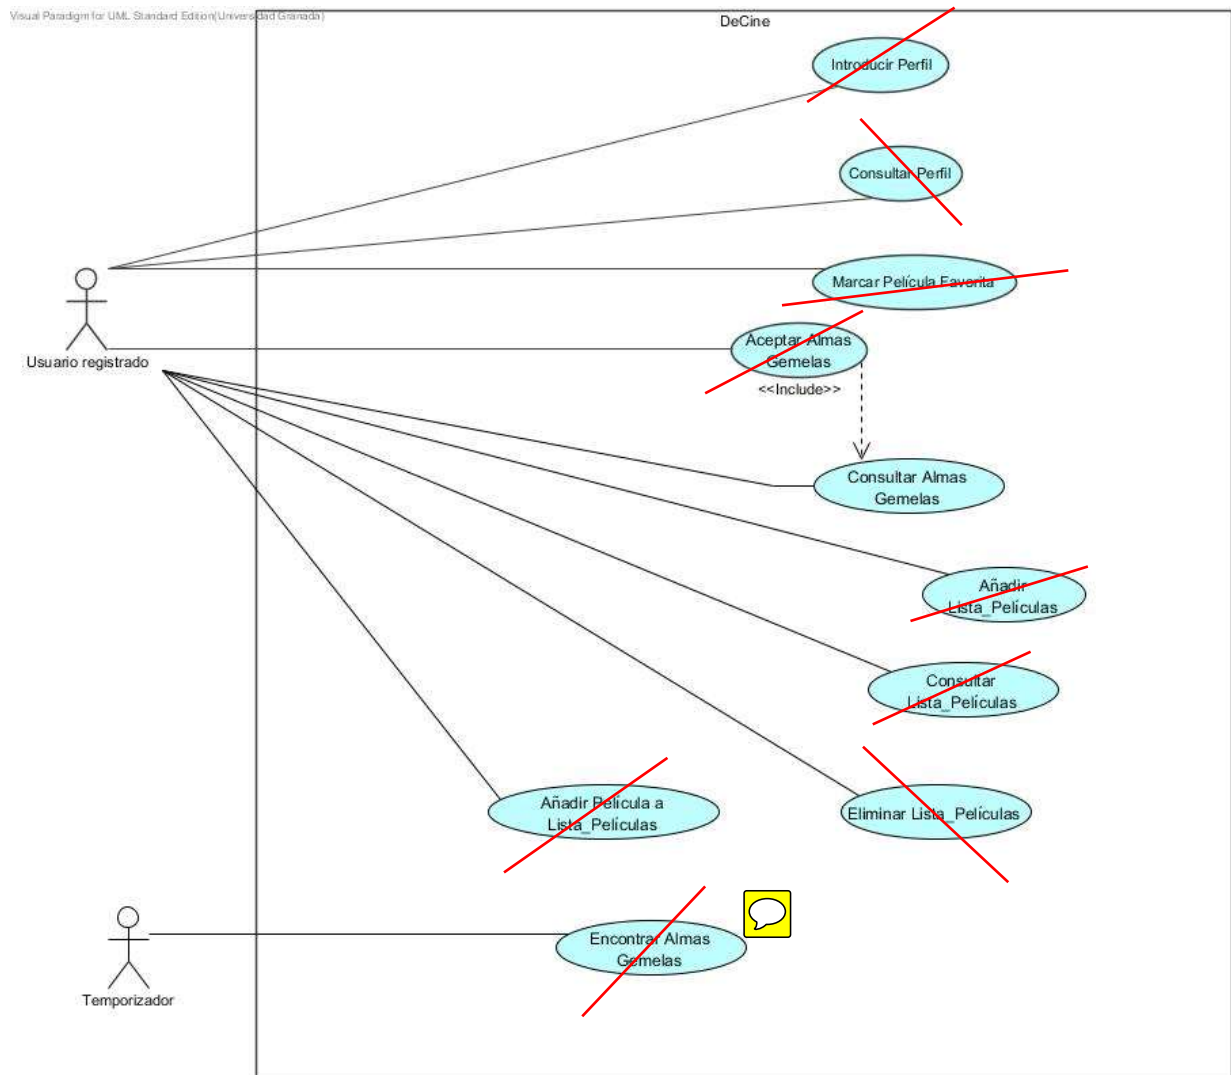 Visual Paradigm for UML Standard Edition(Universidad Granada)
DeCine
Introducir Perfil
Consultar Perfil
Marcar Película Favorita
Usuario registrado
Aceptar Almas
Gemelas
<<Include>>
Consultar Almas
Gemelas
Añadir
Lista_Películas
Consultar
Lista_Películas
Añadir Película a
Lista_Películas
Eliminar Lista_Películas
Encontrar Almas
Gemelas
Temporizador